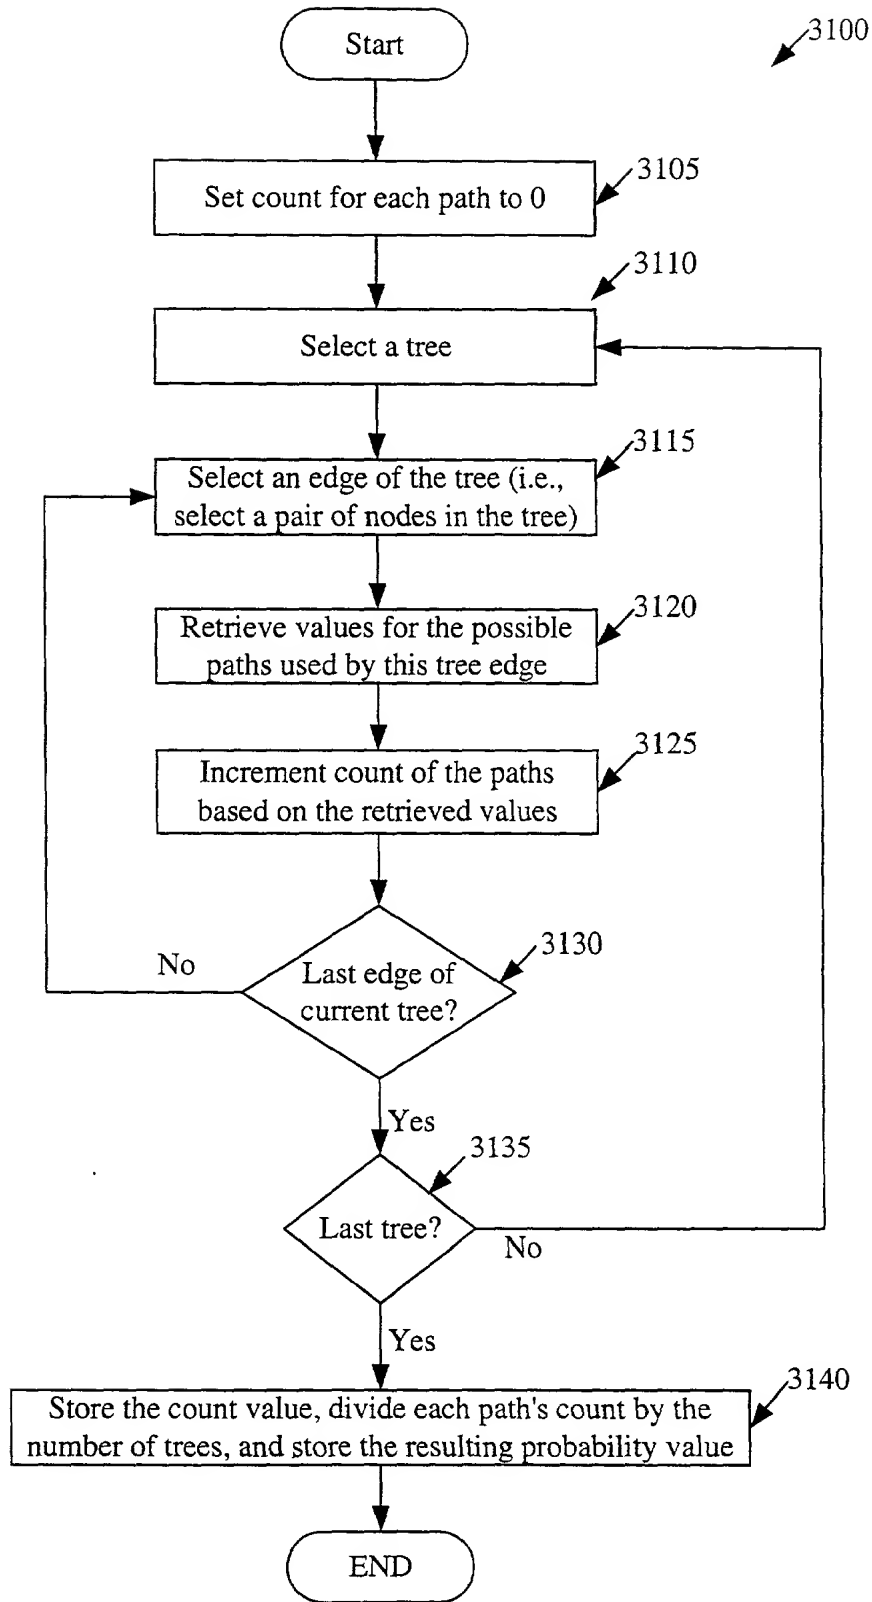 Start
3100
3105
Set count for each path to 0
3110
Select a tree
3115
Select an edge of the tree (i.e.,
select a pair of nodes in the tree)
3120
Retrieve values for the possible
paths used by this tree edge
3125
Increment count of the paths
based on the retrieved values
3130
No
Last edge of
current tree?
Yes
3135
Last tree?
No
Yes
3140
Store the count value, divide each path's count by the
number of trees, and store the resulting probability value
END